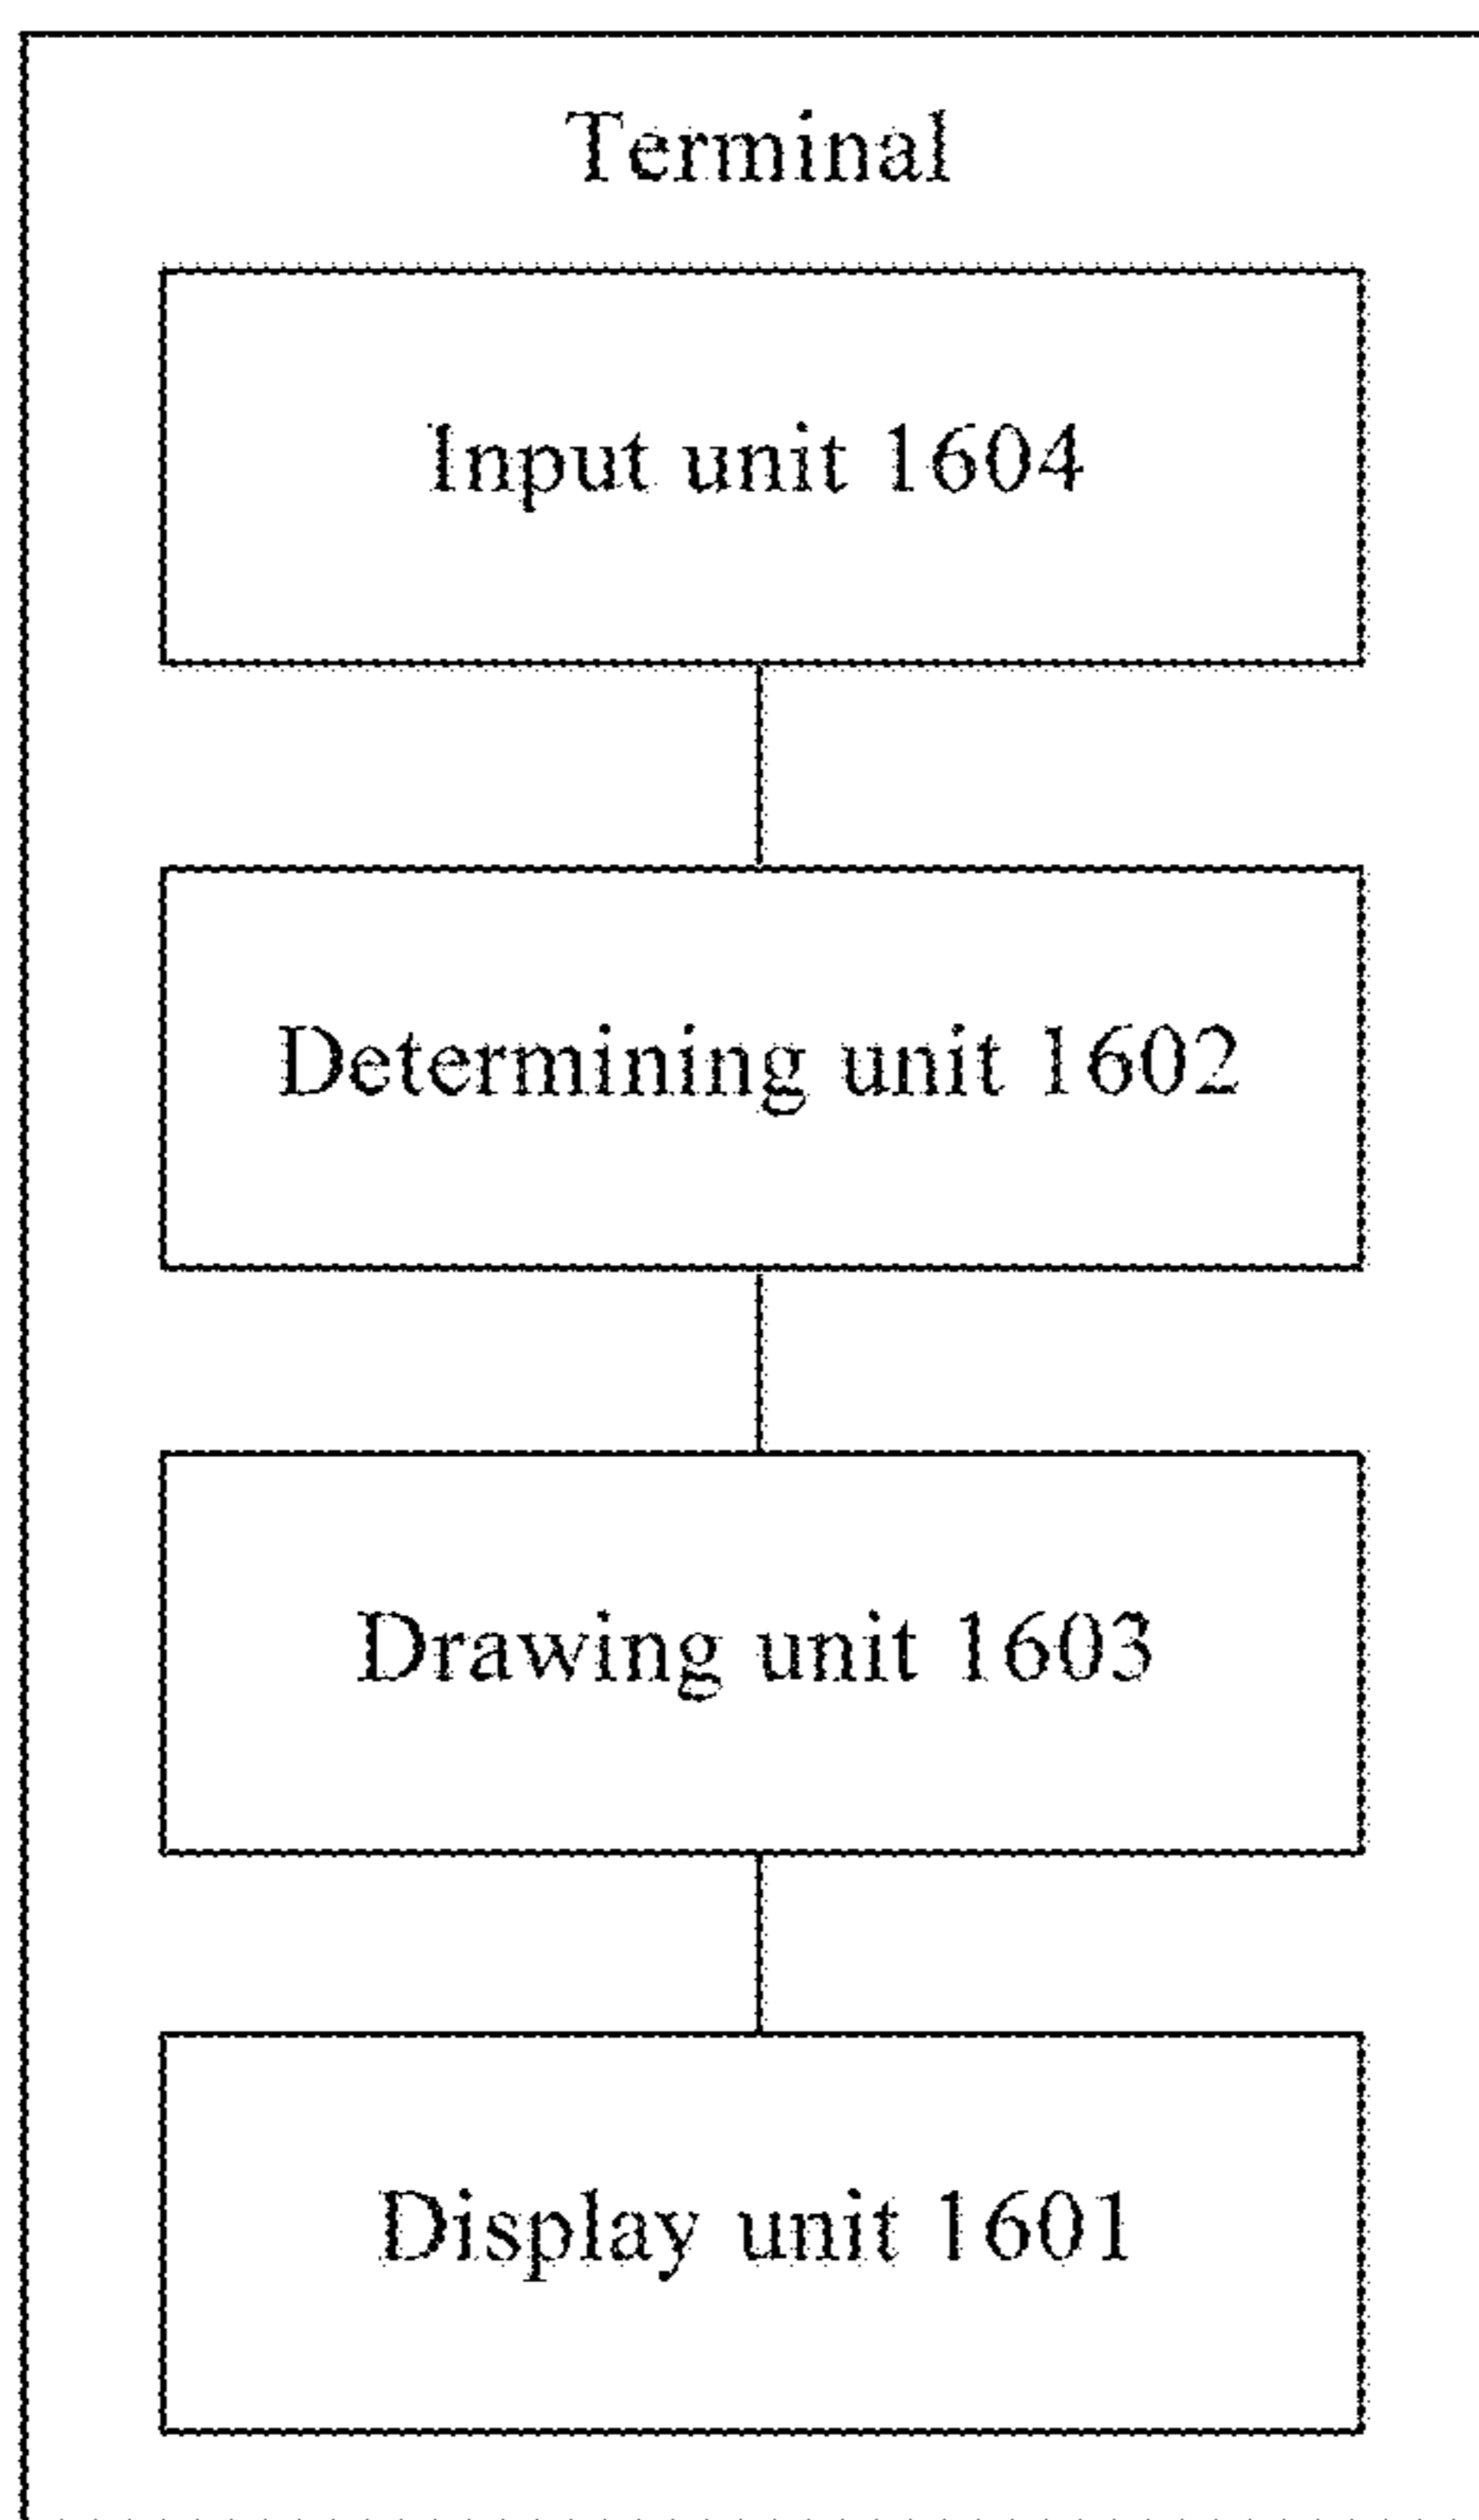 Terminal
Input unit 1604
Determining unit 1602
Drawing unit 1603
Display unit 1601